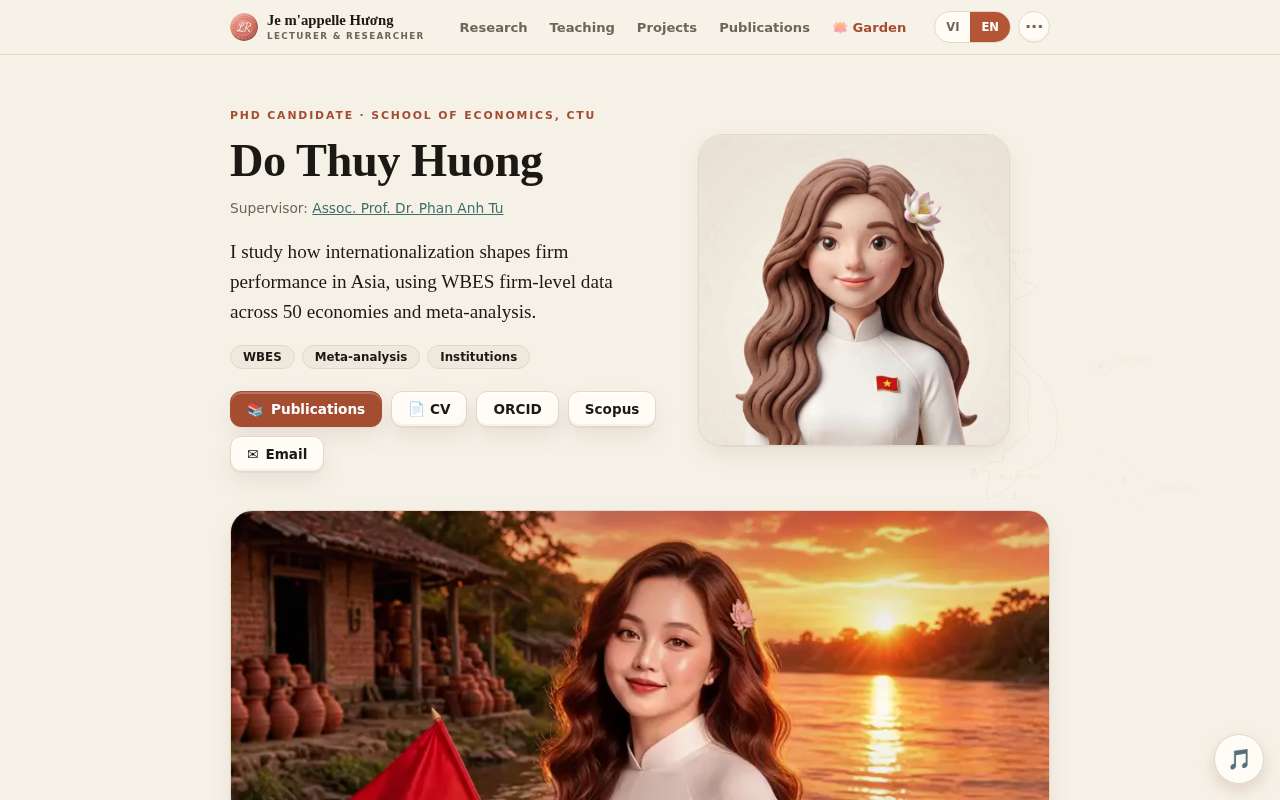 Je m'appelle Hương
LECTURER & RESEARCHER
Research
Teaching
Projects
Publications
Garden
VI
EN
PHD CANDIDATE · SCHOOL OF ECONOMICS, CTU
Do Thuy Huong
Supervisor: Assoc. Prof. Dr. Phan Anh Tu
I study how internationalization shapes firm
performance in Asia, using WBES firm-level data
across 50 economies and meta-analysis.
WBES
Meta-analysis
Institutions
Publications
CV
ORCID
Scopus
Email